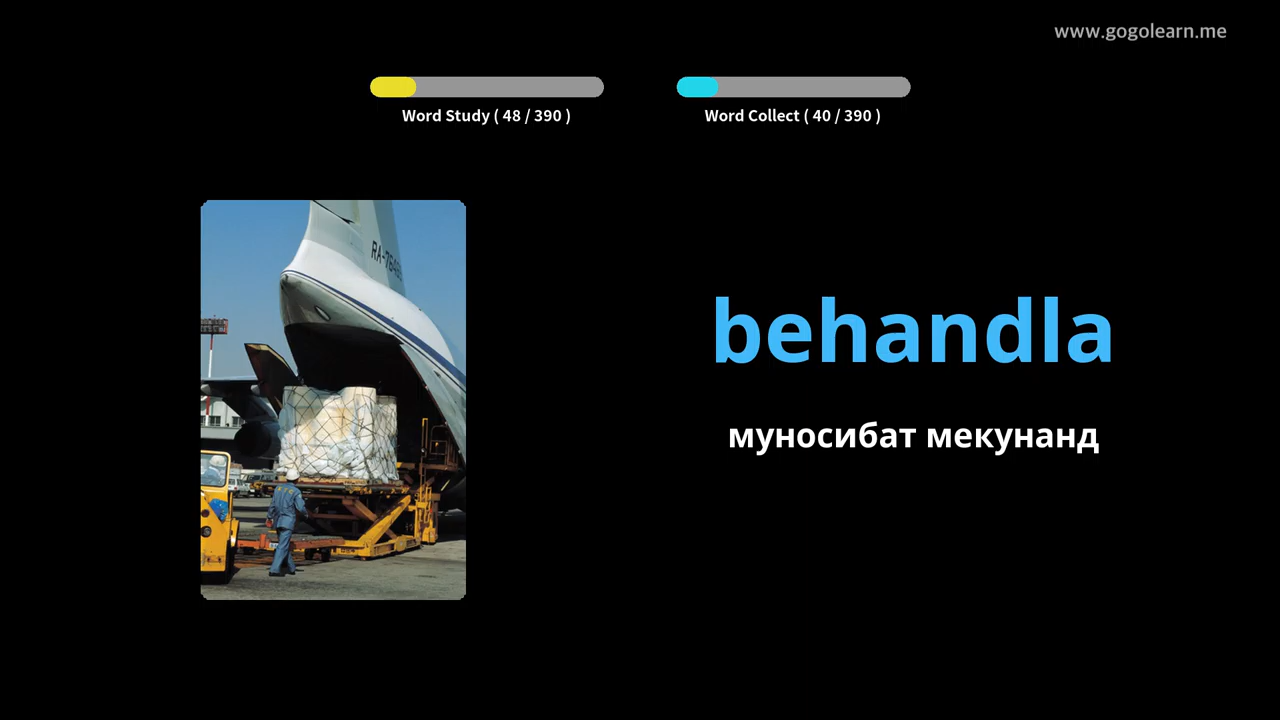 www.gogolearn.me
Word Study ( 48 / 390 )
Word Collect ( 40 / 390 )
behandla
муносибат мекунанд